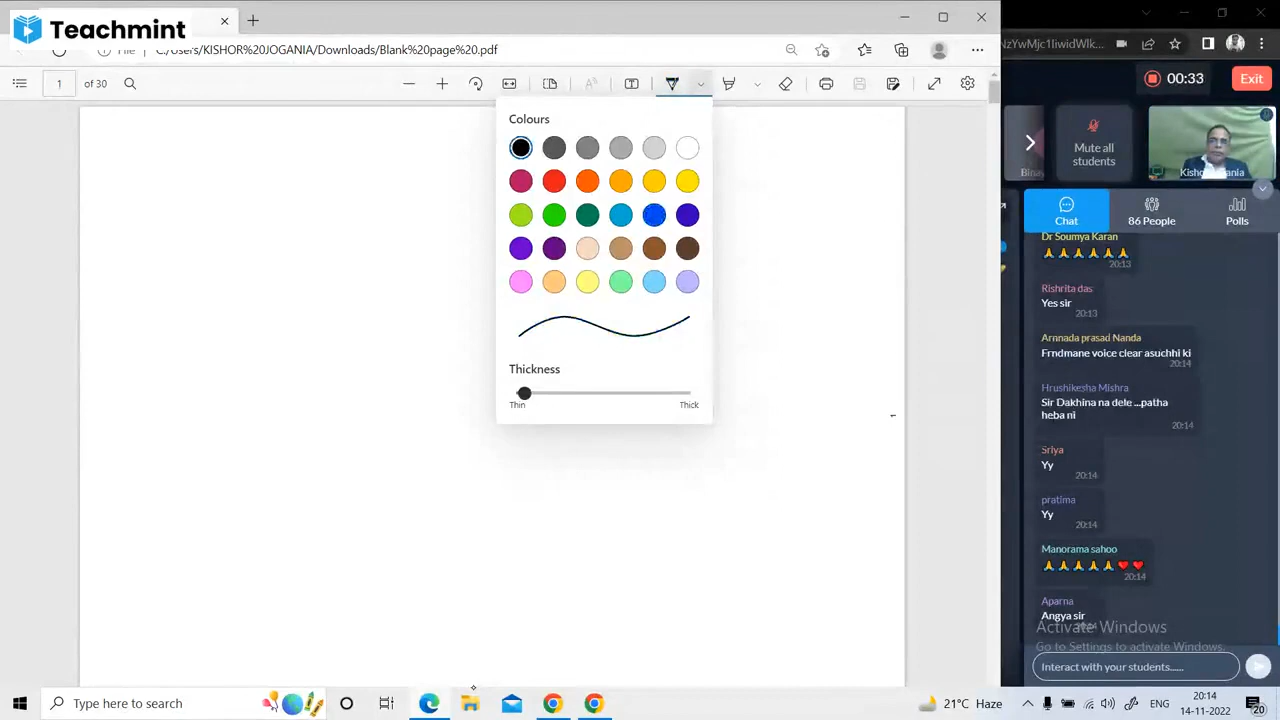 Teachmint
File
C:/Users/KISHOR%20JOGANIA/Downloads/Blank%20page%20.pdf
1 of 30
Colours
Thickness
Thin Thick
NzYwMjc1IiwidWlk...
00:33
Exit
Mute all
students
Chat
86 People
Polls
Dr Soumya Karan
🙏🙏🙏🙏🙏🙏
20:13
Rishrita das
Yes sir
20:13
Arnnada prasad Nanda
Frndmane voice clear asuchhi ki
20:14
Hrushikesha Mishra
Sir Dakhina na dele ...patha
heba ni
20:14
Sriya
Yy
20:14
pratima
Yy
20:14
Manorama sahoo
🙏🙏🙏🙏🙏❤❤
20:14
Aparna
Angya sir
Activate Windows
Go to Settings to activate Windows.
Interact with your students......
Type here to search
21°C Haze
20:14
14-11-2022
20